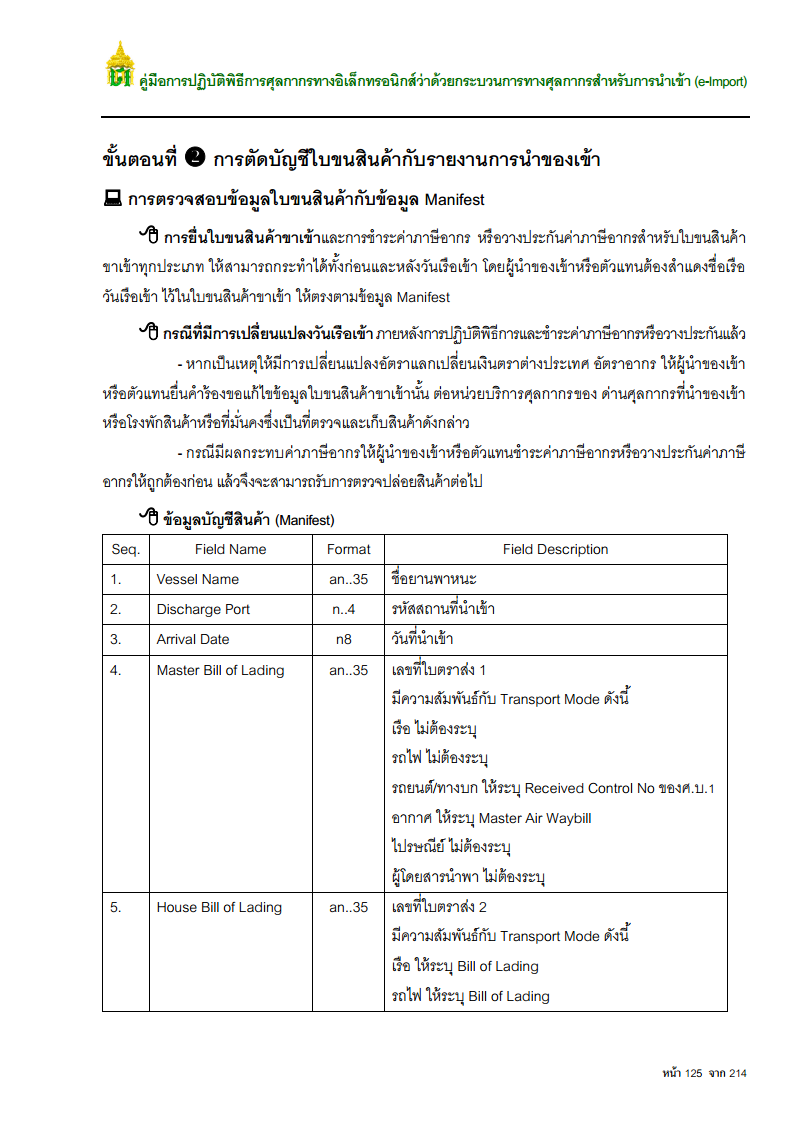 คู่มือการปฏิบัติพิธีการศุลกากรทางอิเล็กทรอนิกส์ว่าด้วยกระบวนการทางศุลกากรสำหรับการนำเข้า (e-Import)
ขั้นตอนที่ ❷ การตัดบัญชีใบขนสินค้ากับรายงานการนำของเข้า
การตรวจสอบข้อมูลใบขนสินค้ากับข้อมูล Manifest
การยื่นใบขนสินค้าขาเข้าและการชำระค่าภาษีอากร หรือวางประกันค่าภาษีอากรสำหรับใบขนสินค้า
ขาเข้าทุกประเภท ให้สามารถกระทำได้ทั้งก่อนและหลังวันเรือเข้า โดยผู้นำของเข้าหรือตัวแทนต้องสำแดงชื่อเรือ
วันเรือเข้า ไว้ในใบขนสินค้าขาเข้า ให้ตรงตามข้อมูล Manifest
กรณีที่มีการเปลี่ยนแปลงวันเรือเข้า ภายหลังการปฏิบัติพิธีการและชำระค่าภาษีอากรหรือวางประกันแล้ว
- หากเป็นเหตุให้มีการเปลี่ยนแปลงอัตราแลกเปลี่ยนเงินตราต่างประเทศ อัตราอากร ให้ผู้นำของเข้า
หรือตัวแทนยื่นคำร้องขอแก้ไขข้อมูลใบขนสินค้าขาเข้านั้น ต่อหน่วยบริการศุลกากรของ ด่านศุลกากรที่นำของเข้า
หรือโรงพักสินค้าหรือที่มั่นคงซึ่งเป็นที่ตรวจและเก็บสินค้าดังกล่าว
- กรณีมีผลกระทบค่าภาษีอากรให้ผู้นำของเข้าหรือตัวแทนชำระค่าภาษีอากรหรือวางประกันค่าภาษี
อากรให้ถูกต้องก่อน แล้วจึงจะสามารถรับการตรวจปล่อยสินค้าต่อไป
ข้อมูลบัญชีสินค้า (Manifest)
Seq. Field Name Format Field Description
1. Vessel Name an..35 ชื่อยานพาหนะ
2. Discharge Port n..4 รหัสสถานที่นำเข้า
3. Arrival Date n8 วันที่นำเข้า
4. Master Bill of Lading an..35 เลขที่ใบตราส่ง 1
มีความสัมพันธ์กับ Transport Mode ดังนี้
เรือ ไม่ต้องระบุ
รถไฟ ไม่ต้องระบุ
รถยนต์/ทางบก ให้ระบุ Received Control No ของศ.บ.1
อากาศ ให้ระบุ Master Air Waybill
ไปรษณีย์ ไม่ต้องระบุ
ผู้โดยสารนำพา ไม่ต้องระบุ
5. House Bill of Lading an..35 เลขที่ใบตราส่ง 2
มีความสัมพันธ์กับ Transport Mode ดังนี้
เรือ ให้ระบุ Bill of Lading
รถไฟ ให้ระบุ Bill of Lading
หน้า 125 จาก 214